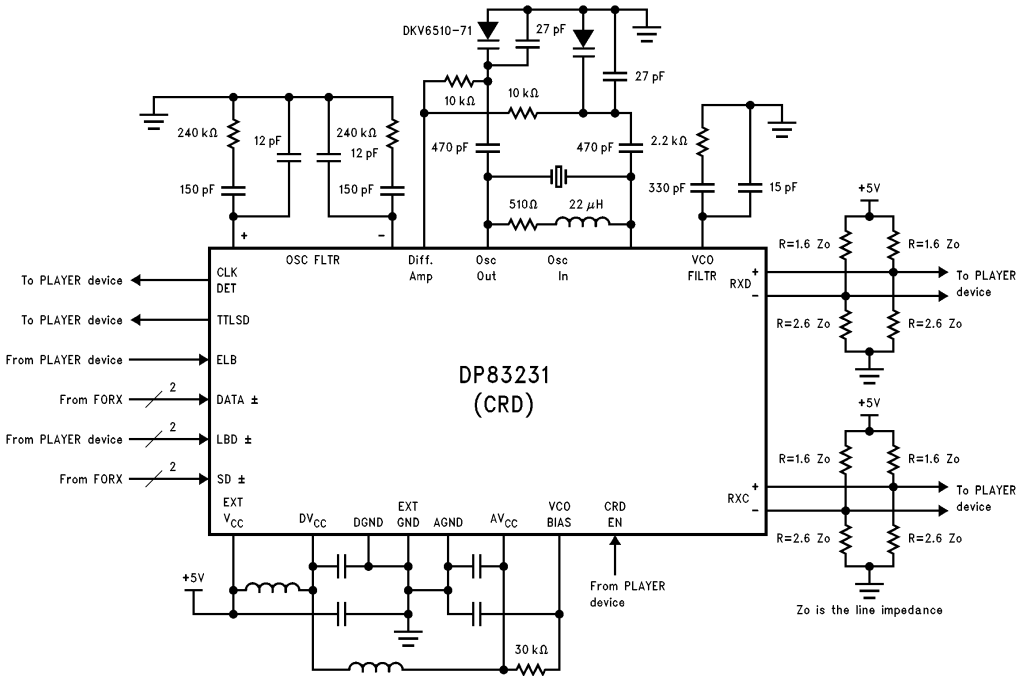 DKV6510-71
27 pF
27 pF
10 kΩ
10 kΩ
240 kΩ
12 pF
240 kΩ
12 pF
470 pF
470 pF
2.2 kΩ
150 pF
150 pF
330 pF
15 pF
510Ω
22 μH
+5V
R=1.6 Zo
R=1.6 Zo
+
-
OSC FLTR
Diff.
Amp
Osc
Out
Osc
In
VCO
FILTR
To PLAYER device
CLK
DET
RXD
+
-
To PLAYER
device
To PLAYER device
TTLSD
R=2.6 Zo
R=2.6 Zo
From PLAYER device
ELB
DP83231
(CRD)
From FORX
2
DATA ±
+5V
From PLAYER device
2
LBD ±
R=1.6 Zo
R=1.6 Zo
From FORX
2
SD ±
RXC
+
-
To PLAYER
device
EXT
VCC
DVCC
DGND
EXT
GND
AGND
AVCC
VCO
BIAS
CRD
EN
R=2.6 Zo
R=2.6 Zo
+5V
From PLAYER
device
Zo is the line impedance
30 kΩ